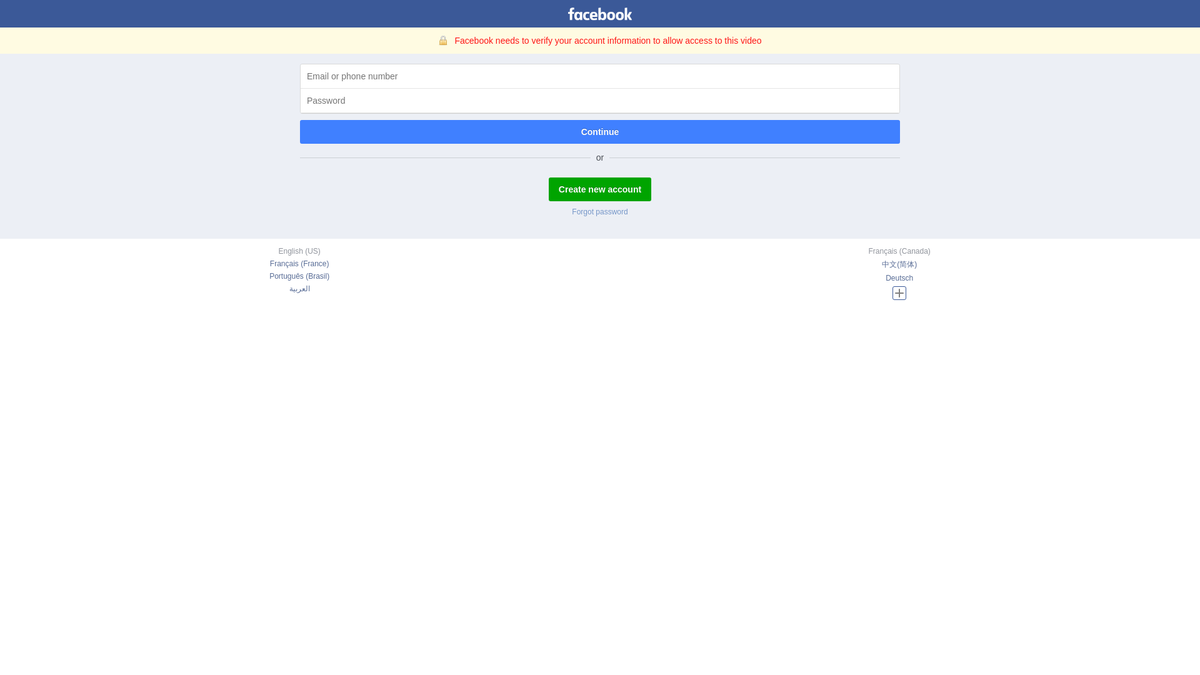 facebook
Facebook needs to verify your account information to allow access to this video
Email or phone number
Password
Continue
or
Create new account
Forgot password
English (US)
Français (France)
Português (Brasil)
العربية
Français (Canada)
中文(简体)
Deutsch